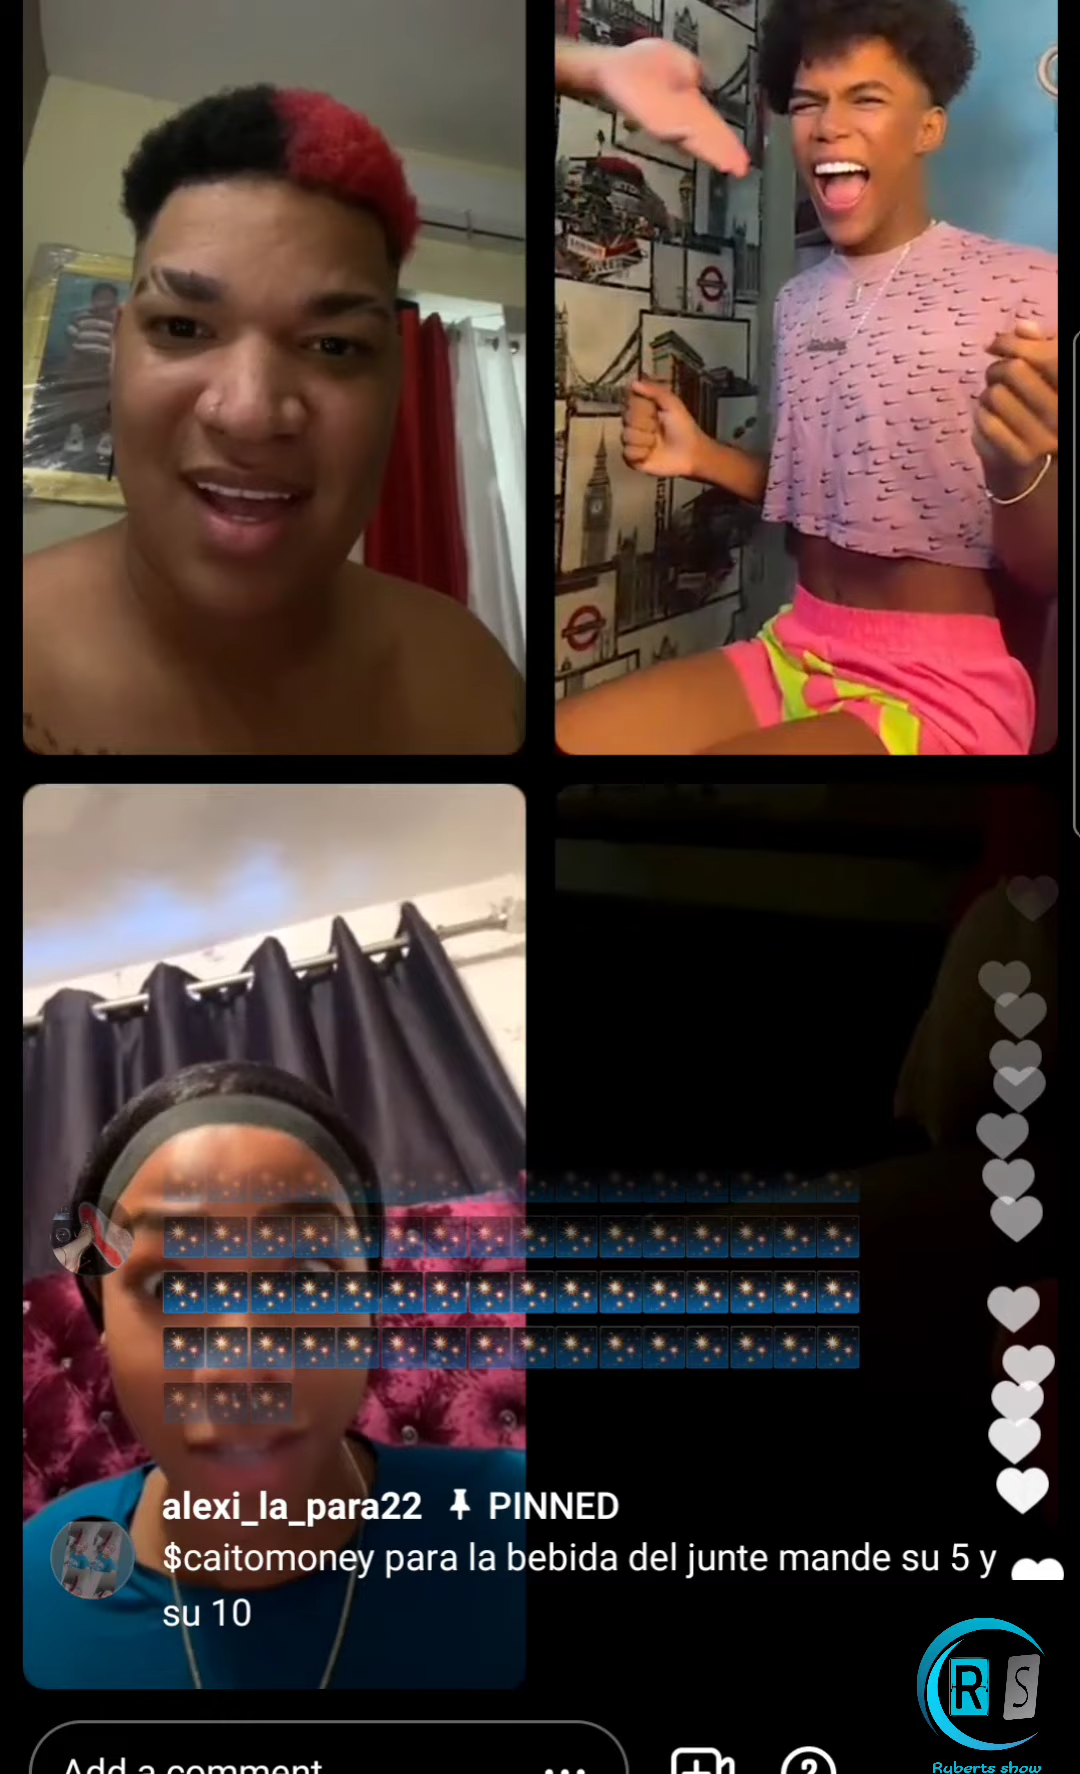 alexi_la_para22 PINNED
$caitomoney para la bebida del junte mande su 5 y
su 10
R S
Ryberts show
Add a comment ...